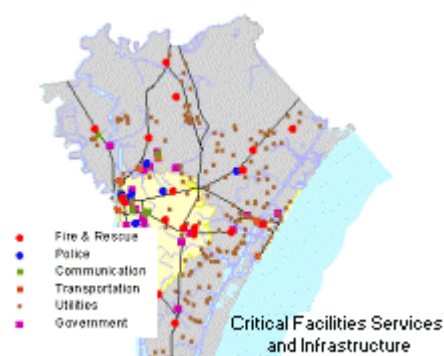 Fire & Rescue
Police
Communication
Transportation
Utilities
Government
Critical Facilities Services
and Infrastructure